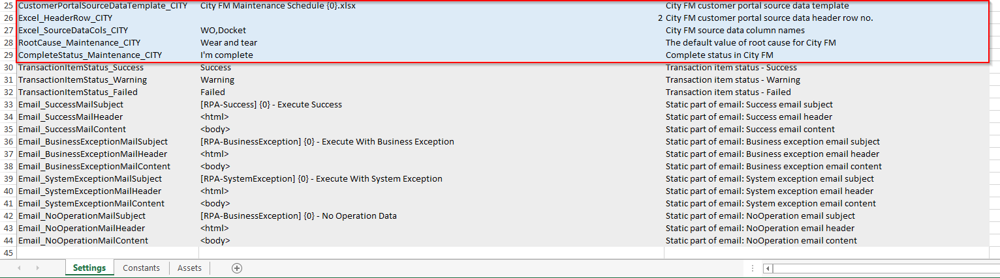 25 CustomerPortalSourceDataTemplate_CITY City FM Maintenance Schedule {0}.xlsx City FM customer portal source data template
26 Excel_HeaderRow_CITY 2 City FM customer portal source data header row no.
27 Excel_SourceDataCols_CITY WO,Docket City FM source data column names
28 RootCause_Maintenance_CITY Wear and tear The default value of root cause for City FM
29 CompleteStatus_Maintenance_CITY I'm complete Complete status in City FM
30 TransactionItemStatus_Success Success Transaction item status - Success
31 TransactionItemStatus_Warning Warning Transaction item status - Warning
32 TransactionItemStatus_Failed Failed Transaction item status - Failed
33 Email_SuccessMailSubject [RPA-Success] {0} - Execute Success Static part of email: Success email subject
34 Email_SuccessMailHeader <html> Static part of email: Success email header
35 Email_SuccessMailContent <body> Static part of email: Success email content
36 Email_BusinessExceptionMailSubject [RPA-BusinessException] {0} - Execute With Business Exception Static part of email: Business exception email subject
37 Email_BusinessExceptionMailHeader <html> Static part of email: Business exception email header
38 Email_BusinessExceptionMailContent <body> Static part of email: Business exception email content
39 Email_SystemExceptionMailSubject [RPA-SystemException] {0} - Execute With System Exception Static part of email: System exception email subject
40 Email_SystemExceptionMailHeader <html> Static part of email: System exception email header
41 Email_SystemExceptionMailContent <body> Static part of email: System exception email content
42 Email_NoOperationMailSubject [RPA-BusinessException] {0} - No Operation Data Static part of email: NoOperation email subject
43 Email_NoOperationMailHeader <html> Static part of email: NoOperation email header
44 Email_NoOperationMailContent <body> Static part of email: NoOperation email content
45
Settings Constants Assets